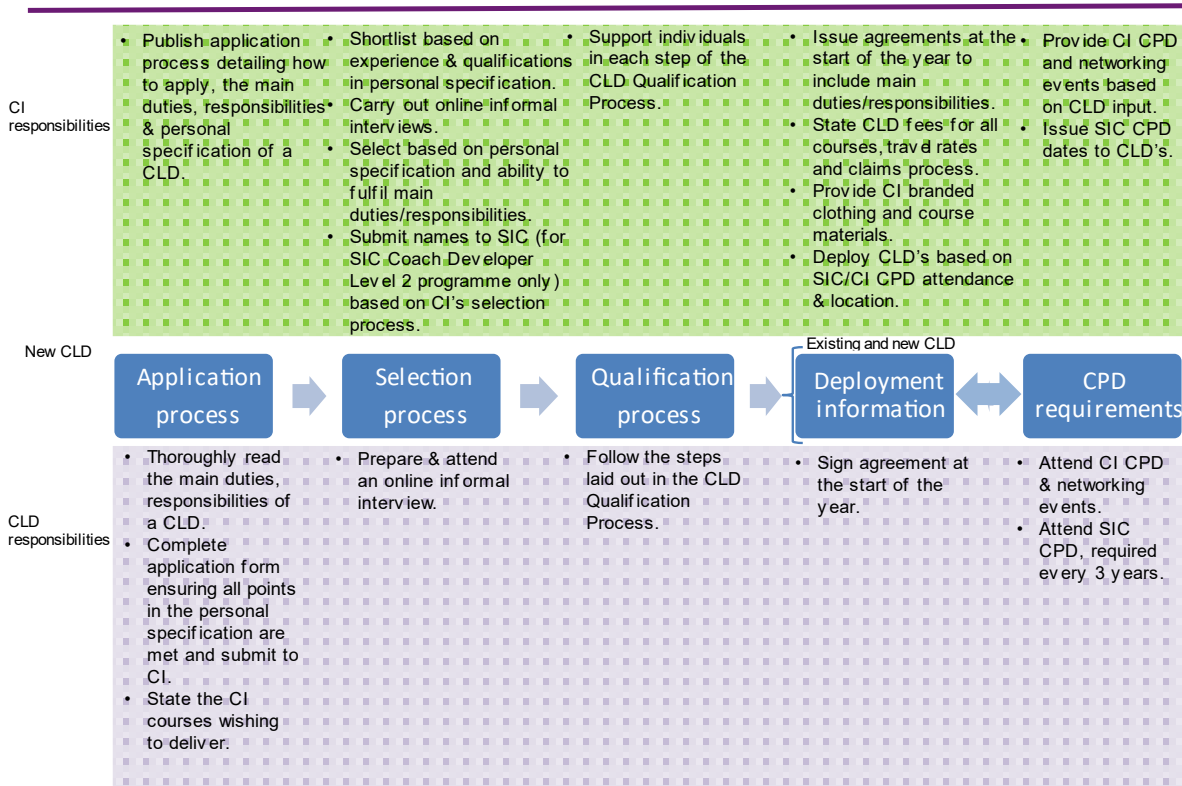 CI
responsibilities
• Publish application
process detailing how
to apply, the main
duties, responsibilities
& personal
specification of a
CLD.
• Shortlist based on
experience & qualifications
in personal specification.
• Carry out online informal
interviews.
• Select based on personal
specification and ability to
fulfil main
duties/responsibilities.
• Submit names to SIC (for
SIC Coach Developer
Level 2 programme only)
based on CI's selection
process.
• Support individuals
in each step of the
CLD Qualification
Process.
• Issue agreements at the
start of the year to
include main
duties/responsibilities.
• State CLD fees for all
courses, travel rates
and claims process.
• Provide CI branded
clothing and course
materials.
• Deploy CLD's based on
SIC/CI CPD attendance
& location.
• Provide CI CPD
and networking
events based
on CLD input.
• Issue SIC CPD
dates to CLD's.
New CLD
Existing and new CLD
Application
process
Selection
process
Qualification
process
Deployment
information
CPD
requirements
CLD
responsibilities
• Thoroughly read
the main duties,
responsibilities of
a CLD.
• Complete
application form
ensuring all points
in the personal
specification are
met and submit to
CI.
• State the CI
courses wishing
to deliver.
• Prepare & attend
an online informal
interview.
• Follow the steps
laid out in the CLD
Qualification
Process.
• Sign agreement at
the start of the
year.
• Attend CI CPD
& networking
events.
• Attend SIC
CPD, required
every 3 years.